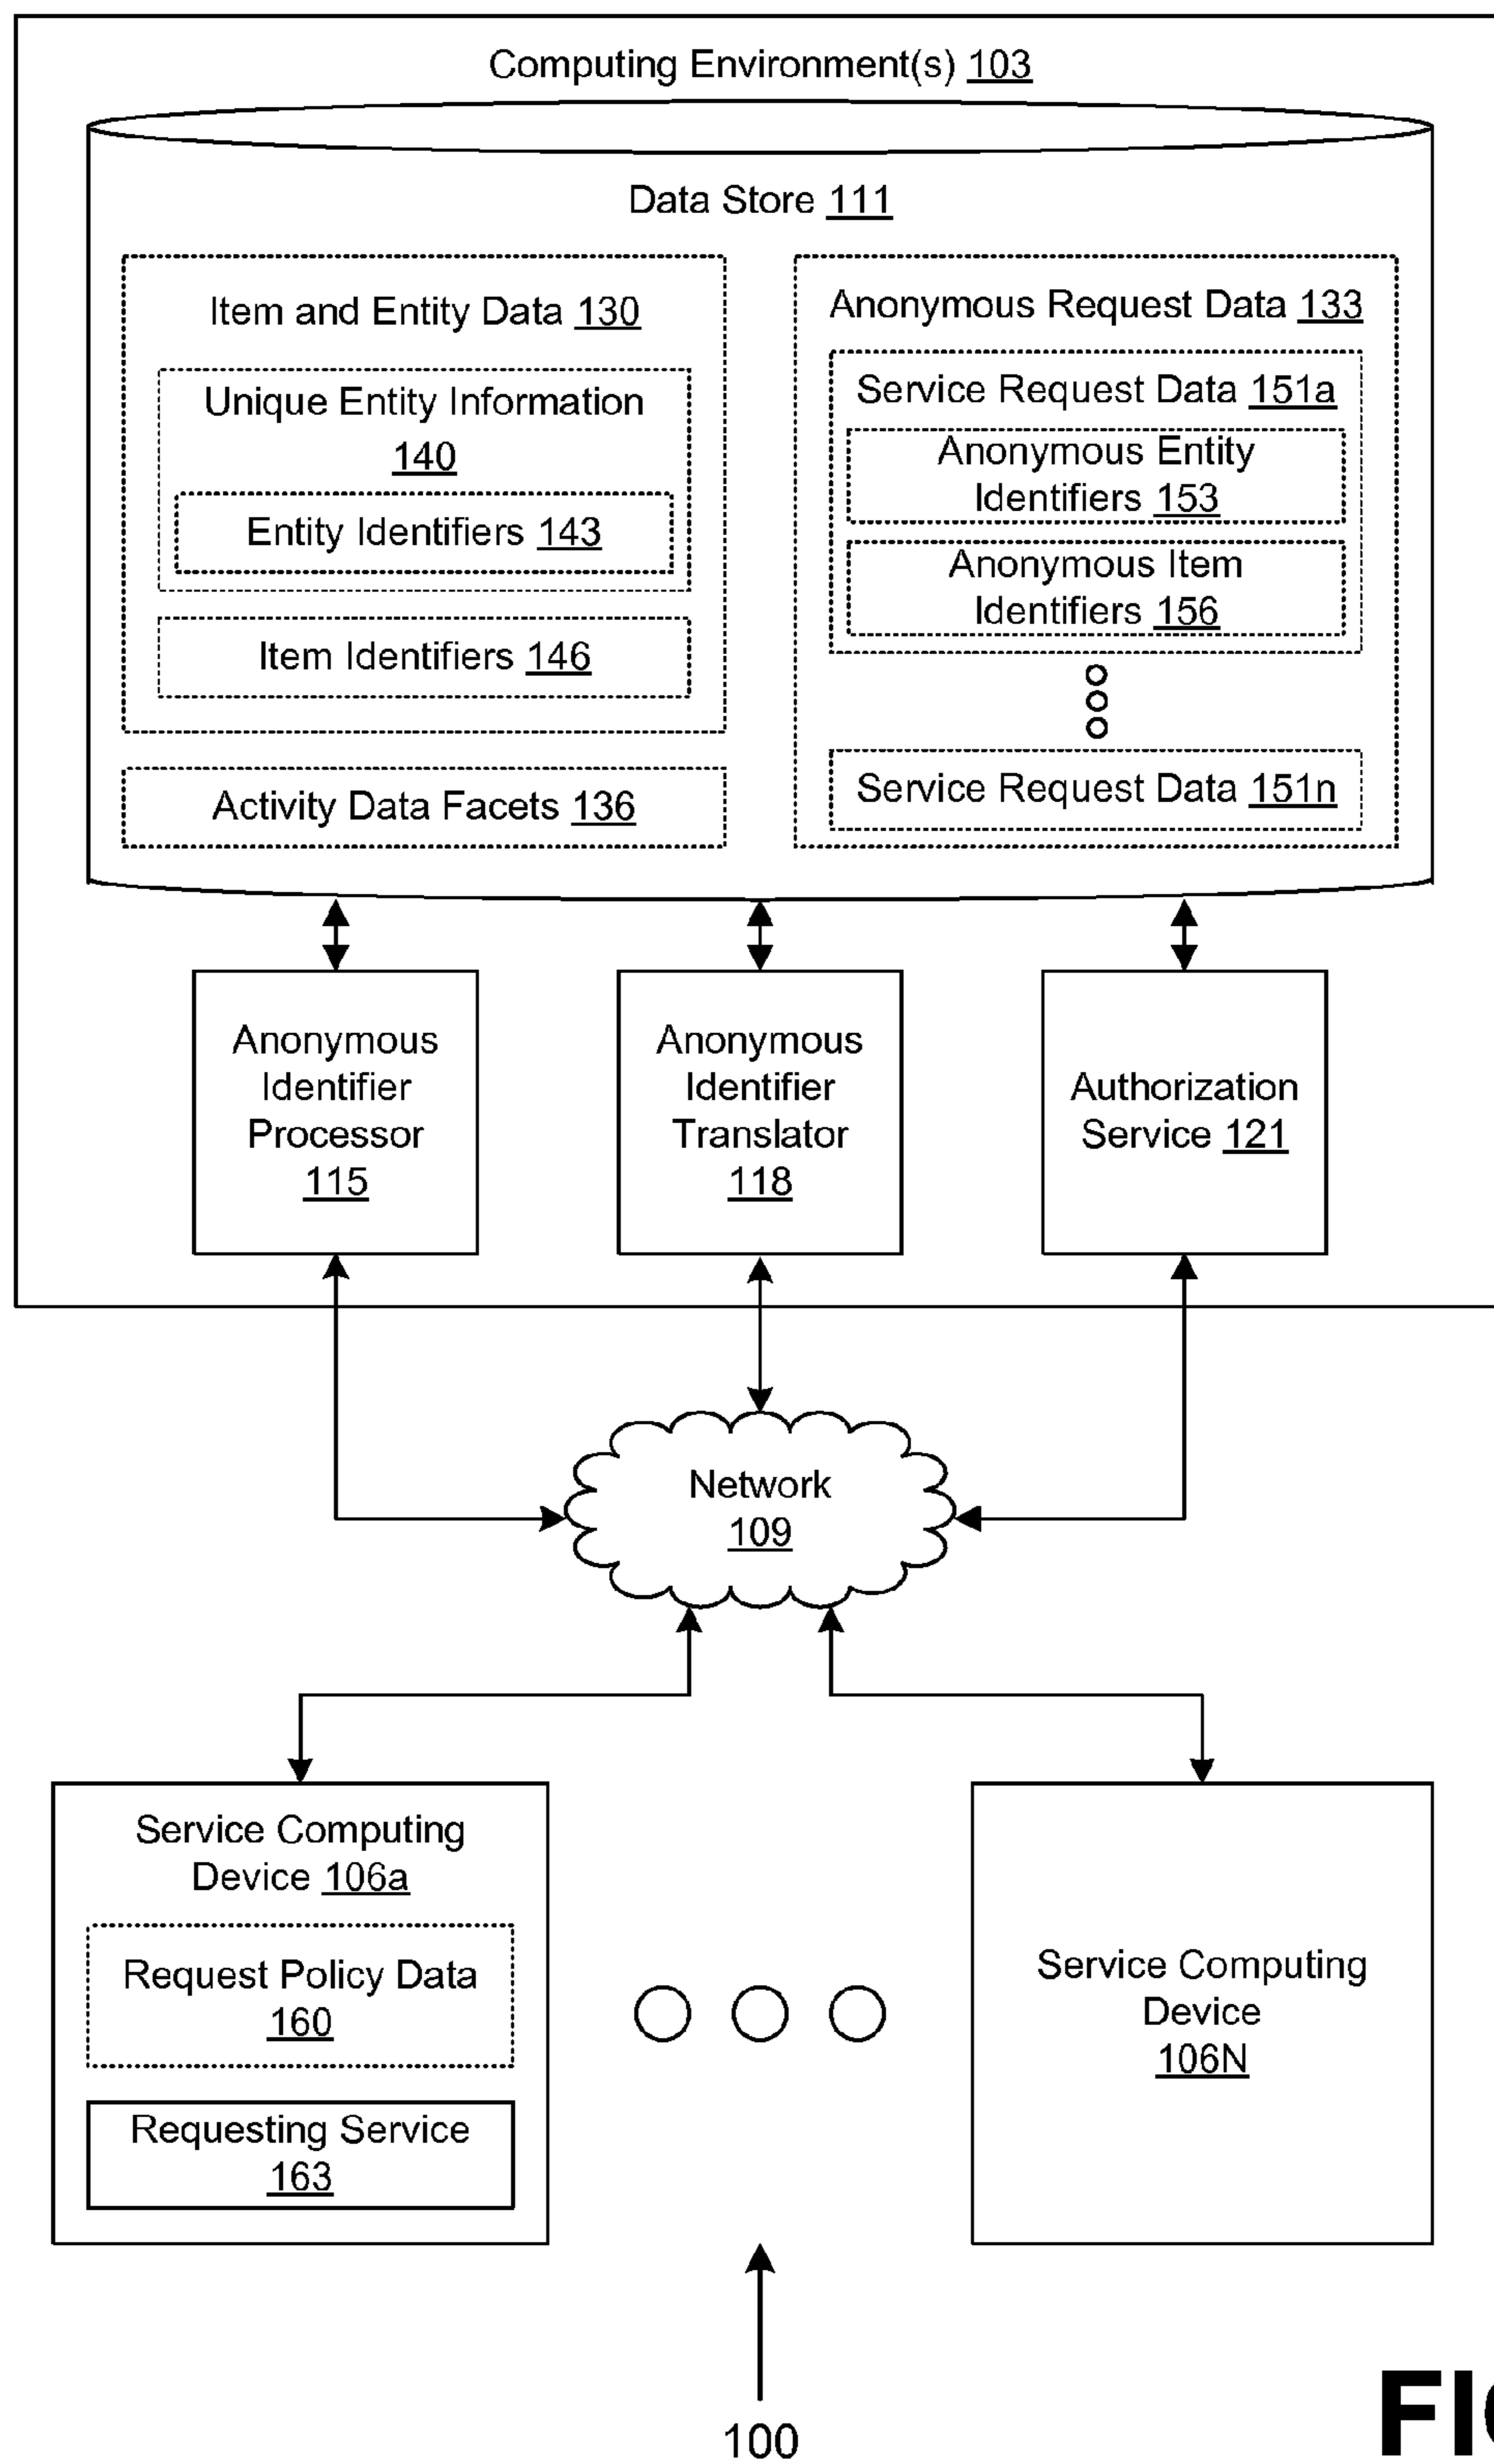 Computing Environment(s) 103
Data Store 111
Item and Entity Data 130
Unique Entity Information
140
Entity Identifiers 143
Item Identifiers 146
Activity Data Facets 136
Anonymous Request Data 133
Service Request Data 151a
Anonymous Entity
Identifiers 153
Anonymous Item
Identifiers 156
Service Request Data 151n
Anonymous
Identifier
Processor
115
Anonymous
Identifier
Translator
118
Authorization
Service 121
Network
109
Service Computing
Device 106a
Request Policy Data
160
Requesting Service
163
Service Computing
Device
106N
100